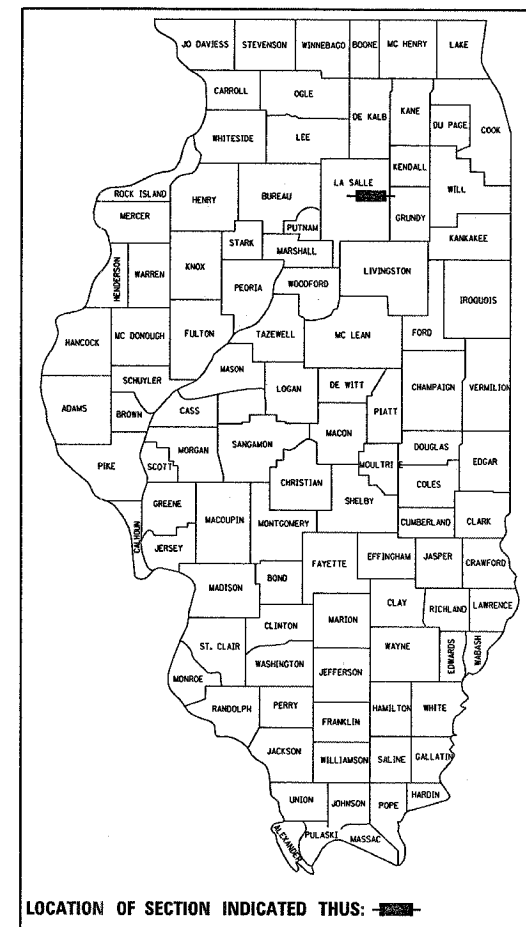 JO DAVIESS STEVENSON WINNEBAGO BOONE MC HENRY LAKE
CARROLL OGLE
DE KALB KANE
DU PAGE COOK
WHITESIDE LEE
KENDALL
LA SALLE WILL
ROCK ISLAND HENRY BUREAU
GRUNDY
MERCER PUTNAM
STARK KANKAKEE
MARSHALL
HENDERSON WARREN KNOX LIVINGSTON
PEORIA WOODFORD
IROQUOIS
HANCOCK MC DONOUGH FULTON TAZEWELL MC LEAN FORD
MASON
SCHUYLER LOGAN DE WITT CHAMPAIGN VERMILION
ADAMS BROWN CASS PIATT
MACON
MORGAN SANGAMON DOUGLAS
PIKE SCOTT MOULTRIE EDGAR
CHRISTIAN COLES
SHELBY
GREENE MACOUPIN MONTGOMERY CUMBERLAND CLARK
CALHOUN JERSEY
FAYETTE EFFINGHAM JASPER CRAWFORD
BOND
MADISON CLAY
MARION RICHLAND LAWRENCE
CLINTON
ST. CLAIR WAYNE EDWARDS WABASH
WASHINGTON JEFFERSON
MONROE
RANDOLPH PERRY HAMILTON WHITE
FRANKLIN
JACKSON WILLIAMSON SALINE GALLATIN
UNION JOHNSON POPE HARDIN
ALEXANDER PULASKI MASSAC
LOCATION OF SECTION INDICATED THUS: